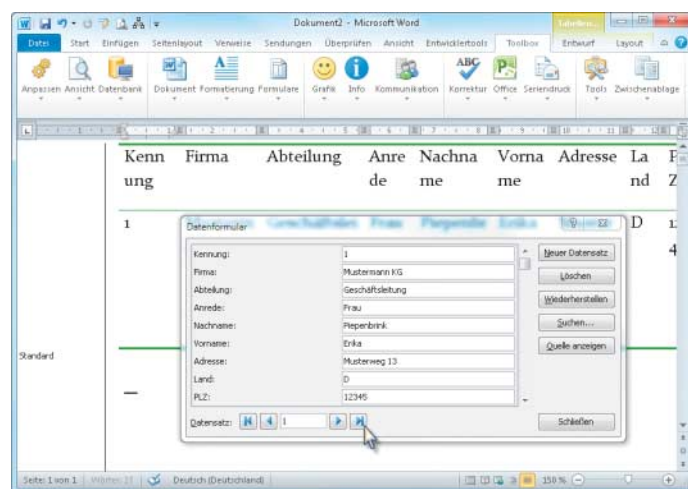 Dokument2 - Microsoft Word
Datei Start Einfügen Seitenlayout Verweise Sendungen Überprüfen Ansicht Entwicklertools Toolbox Entwurf Layout
Anpassen Ansicht Datenbank Dokument Formatierung Formulare Grafik Info Kommunikation Korrektur Office Seriendruck Tools Zwischenablage
Kenn Firma Abteilung Anre Nachna Vorna Adresse La P
ung de me me nd Z
1 D 12
4
Datenformular
Kennung: 1 Neuer Datensatz
Firma: Mustermann KG Löschen
Abteilung: Geschäftsleitung
Anrede: Frau Wiederherstellen
Nachname: Piepenbrink Suchen...
Vorname: Erika Quelle anzeigen
Adresse: Musterweg 13
Land: D
PLZ: 12345
Datensatz: 1 Schließen
Standard
Seite: 1 von 1 Wörter: 21 Deutsch (Deutschland) 150 %